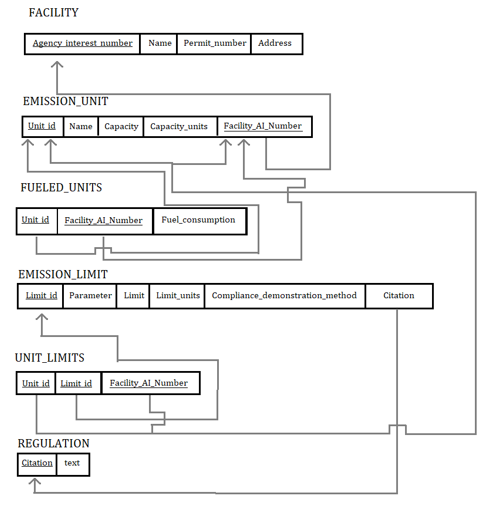 FACILITY
Agency_interest_number Name Permit_number Address
EMISSION_UNIT
Unit_id Name Capacity Capacity_units Facility_AI_Number
FUELED_UNITS
Unit_id Facility_AI_Number Fuel_consumption
EMISSION_LIMIT
Limit_id Parameter Limit Limit_units Compliance_demonstration_method Citation
UNIT_LIMITS
Unit_id Limit_id Facility_AI_Number
REGULATION
Citation text